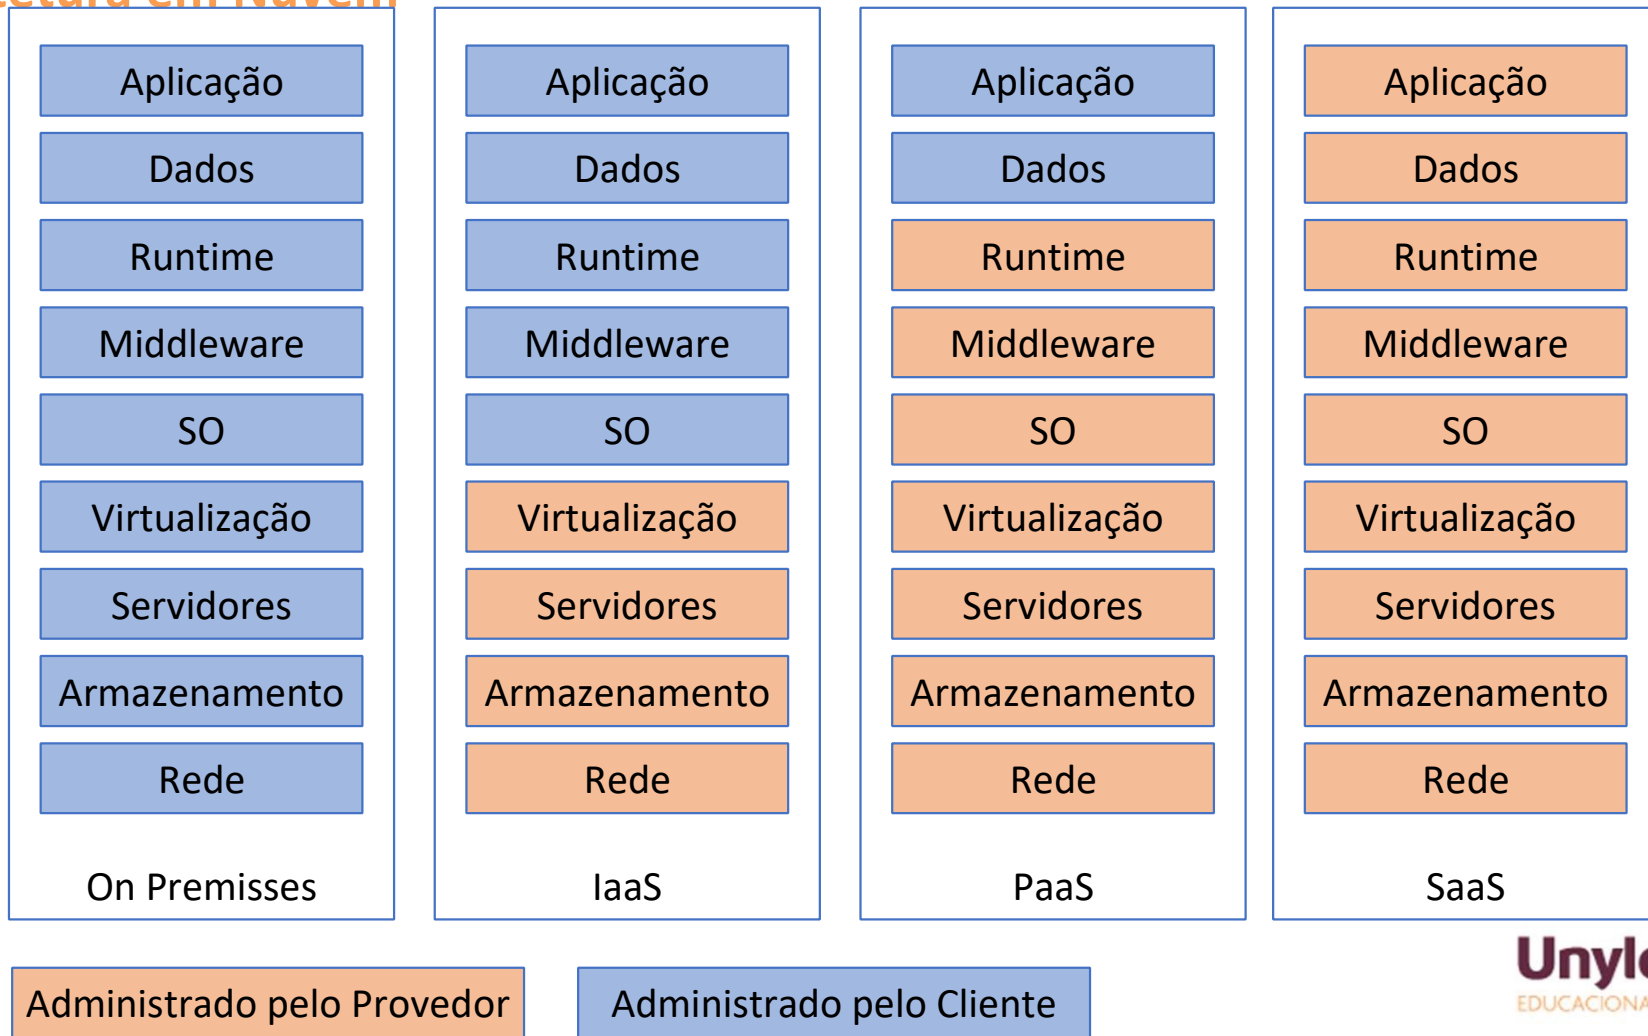 em Nuvem
Aplicação
Dados
Runtime
Middleware
SO
Virtualização
Servidores
Armazenamento
Rede
On Premisses
Aplicação
Dados
Runtime
Middleware
SO
Virtualização
Servidores
Armazenamento
Rede
IaaS
Aplicação
Dados
Runtime
Middleware
SO
Virtualização
Servidores
Armazenamento
Rede
PaaS
Aplicação
Dados
Runtime
Middleware
SO
Virtualização
Servidores
Armazenamento
Rede
SaaS
Administrado pelo Provedor
Administrado pelo Cliente